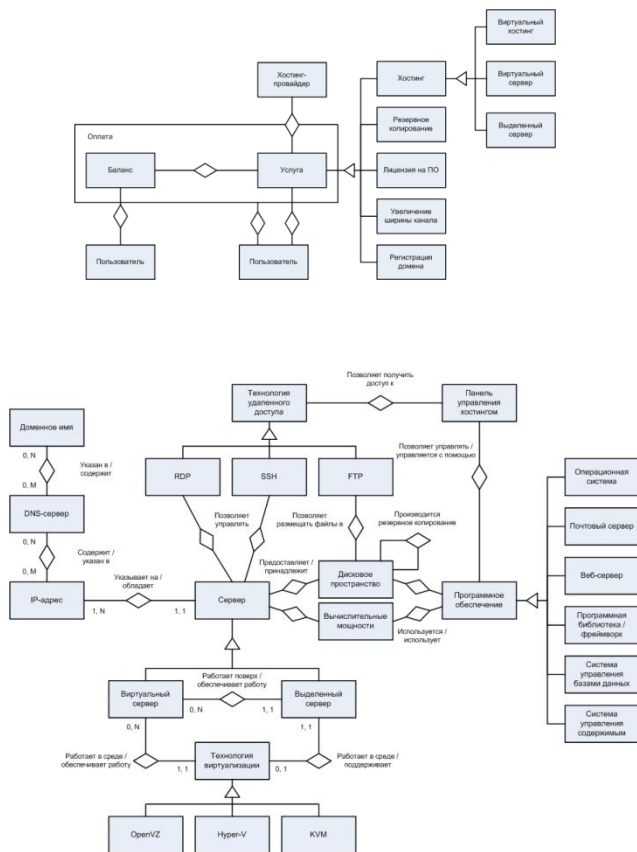 Виртуальный
хостинг
Хостинг-
провайдер
Хостинг
Виртуальный
сервер
Резервное
копирование
Выделенный
сервер
Оплата
Баланс
Услуга
Лицензия на ПО
Увеличение
ширины канала
Пользователь
Пользователь
Регистрация
домена
Позволяет получить
доступ к
Технология
удаленного
доступа
Панель
управления
хостингом
Доменное имя
0, N
Указан в /
содержит
0, M
DNS-сервер
0, N
Содержит /
указан в
0, M
IP-адрес
1, N
Указывает на /
обладает
1, 1
RDP
SSH
FTP
Позволяет управлять /
управляется с помощью
Позволяет
управлять
Позволяет
размещать файлы в
Производится
резервное копирование
Предоставляет /
принадлежит
Дисковое
пространство
Сервер
Вычислительные
мощности
Программное
обеспечение
Используется /
использует
Операционная
система
Почтовый сервер
Веб-сервер
Программная
библиотека /
фреймворк
Система
управления
базами данных
Система
управления
содержимым
Работает поверх /
обеспечивает работу
Виртуальный
сервер
0, N
1, 1
Выделенный
сервер
0, N
1, 1
Работает в среде /
обеспечивает работу
1, 1
Технология
виртуализации
0, 1
Работает в среде /
поддерживает
OpenVZ
Hyper-V
KVM